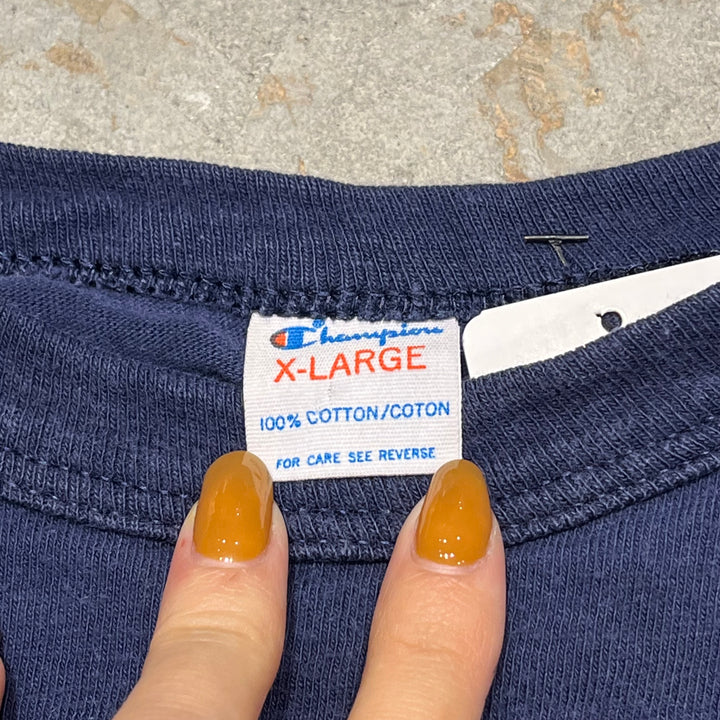 Champion
X-LARGE
100% COTTON/COTON
FOR CARE SEE REVERSE